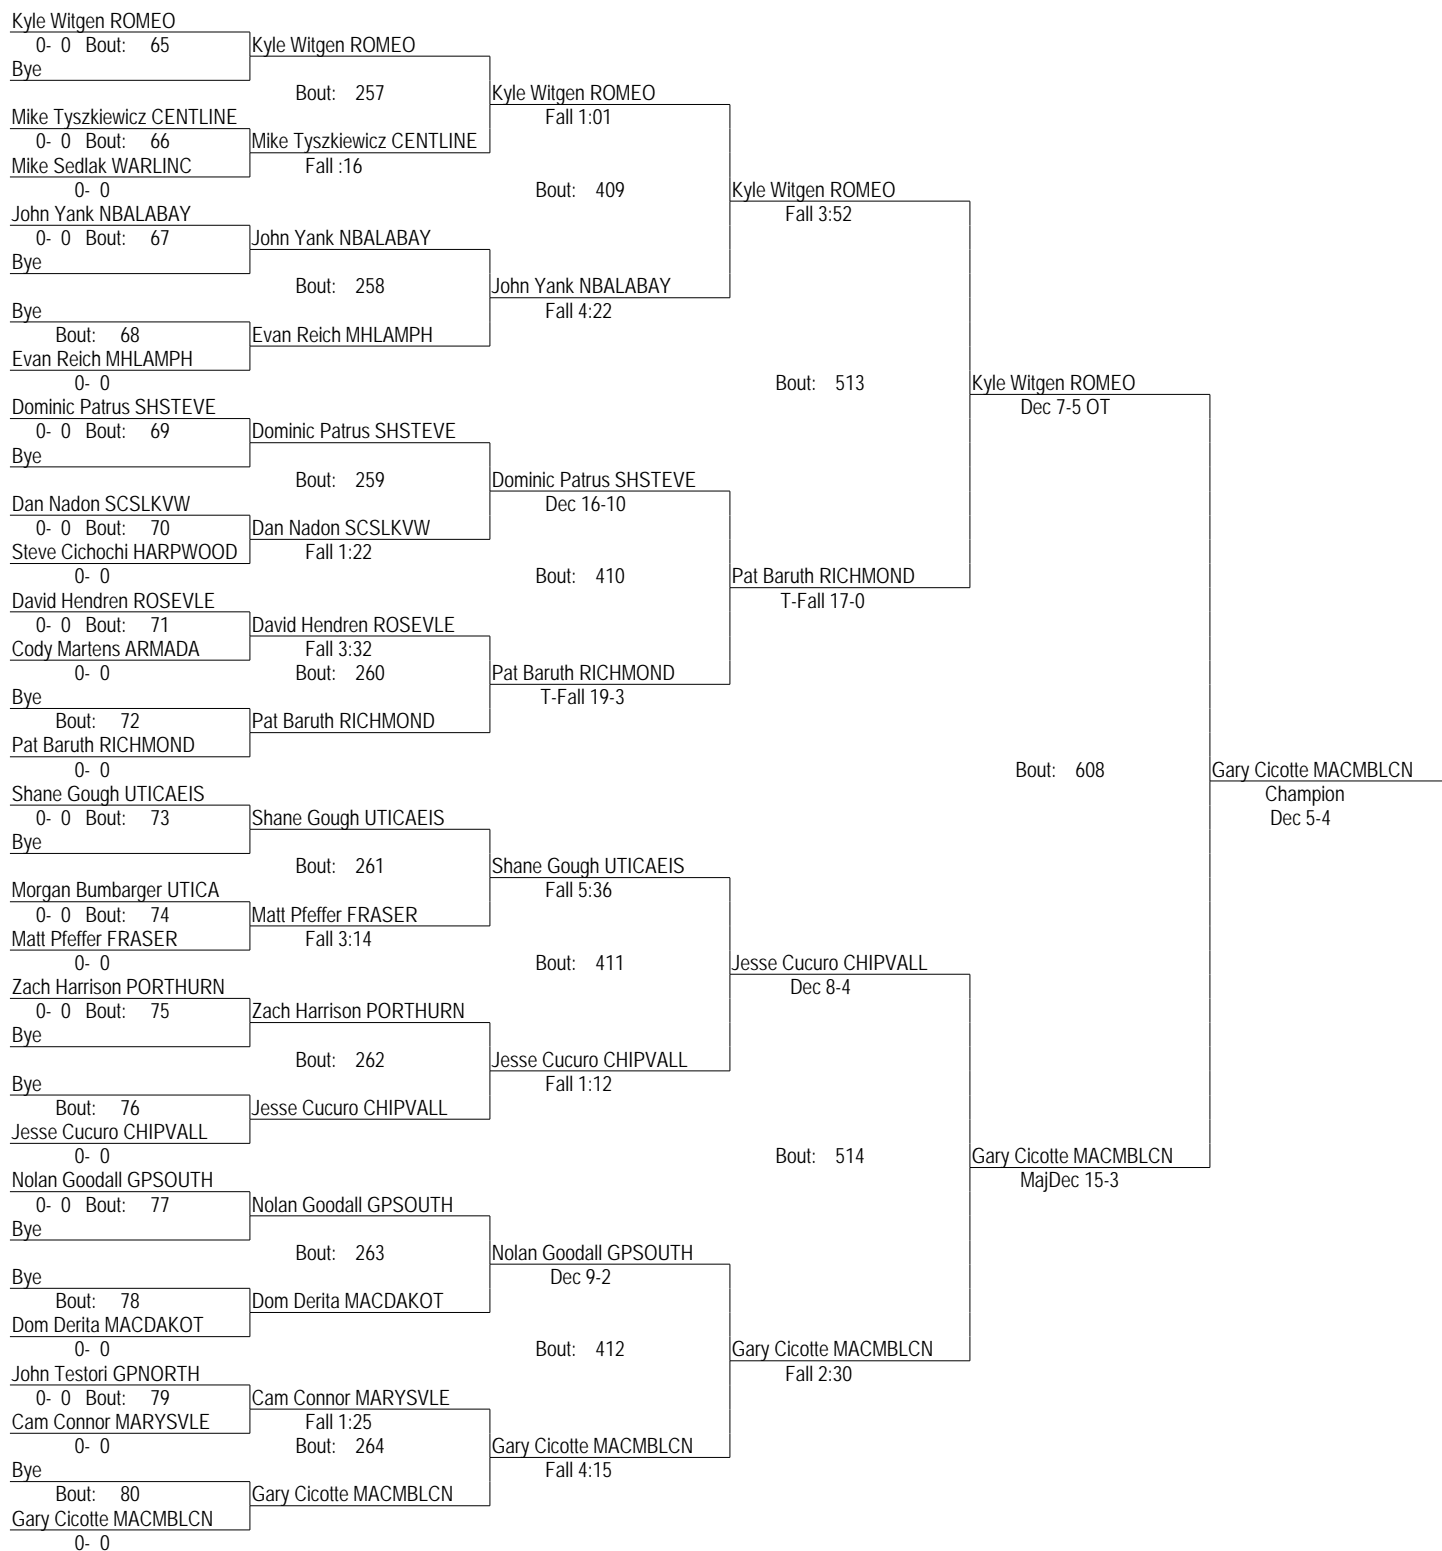 Kyle Witgen ROMEO
0- 0 Bout: 65
Kyle Witgen ROMEO
Bye
Bout: 257
Kyle Witgen ROMEO
Mike Tyszkiewicz CENTLINE
Fall 1:01
0- 0 Bout: 66
Mike Tyszkiewicz CENTLINE
Mike Sedlak WARLINC
Fall :16
0- 0
Bout: 409
Kyle Witgen ROMEO
John Yank NBALABAY
Fall 3:52
0- 0 Bout: 67
John Yank NBALABAY
Bye
Bout: 258
John Yank NBALABAY
Bye
Fall 4:22
Bout: 68
Evan Reich MHLAMPH
Evan Reich MHLAMPH
0- 0
Bout: 513
Kyle Witgen ROMEO
Dominic Patrus SHSTEVE
Dec 7-5 OT
0- 0 Bout: 69
Dominic Patrus SHSTEVE
Bye
Bout: 259
Dominic Patrus SHSTEVE
Dan Nadon SCSLKVW
Dec 16-10
0- 0 Bout: 70
Dan Nadon SCSLKVW
Steve Cichochi HARPWOOD
Fall 1:22
0- 0
Bout: 410
Pat Baruth RICHMOND
David Hendren ROSEVLE
T-Fall 17-0
0- 0 Bout: 71
David Hendren ROSEVLE
Cody Martens ARMADA
Fall 3:32
0- 0
Bout: 260
Pat Baruth RICHMOND
Bye
T-Fall 19-3
Bout: 72
Pat Baruth RICHMOND
Pat Baruth RICHMOND
0- 0
Bout: 608
Gary Cicotte MACMBLCN
Shane Gough UTICAEIS
Champion
0- 0 Bout: 73
Shane Gough UTICAEIS
Dec 5-4
Bye
Bout: 261
Shane Gough UTICAEIS
Morgan Bumbarger UTICA
Fall 5:36
0- 0 Bout: 74
Matt Pfeffer FRASER
Matt Pfeffer FRASER
Fall 3:14
0- 0
Bout: 411
Jesse Cucuro CHIPVALL
Zach Harrison PORTHURN
Dec 8-4
0- 0 Bout: 75
Zach Harrison PORTHURN
Bye
Bout: 262
Jesse Cucuro CHIPVALL
Bye
Fall 1:12
Bout: 76
Jesse Cucuro CHIPVALL
Jesse Cucuro CHIPVALL
0- 0
Bout: 514
Gary Cicotte MACMBLCN
Nolan Goodall GPSOUTH
MajDec 15-3
0- 0 Bout: 77
Nolan Goodall GPSOUTH
Bye
Bout: 263
Nolan Goodall GPSOUTH
Bye
Dec 9-2
Bout: 78
Dom Derita MACDAKOT
Dom Derita MACDAKOT
0- 0
Bout: 412
Gary Cicotte MACMBLCN
John Testori GPNORTH
Fall 2:30
0- 0 Bout: 79
Cam Connor MARYSVLE
Cam Connor MARYSVLE
Fall 1:25
0- 0
Bout: 264
Gary Cicotte MACMBLCN
Bye
Fall 4:15
Bout: 80
Gary Cicotte MACMBLCN
Gary Cicotte MACMBLCN
0- 0